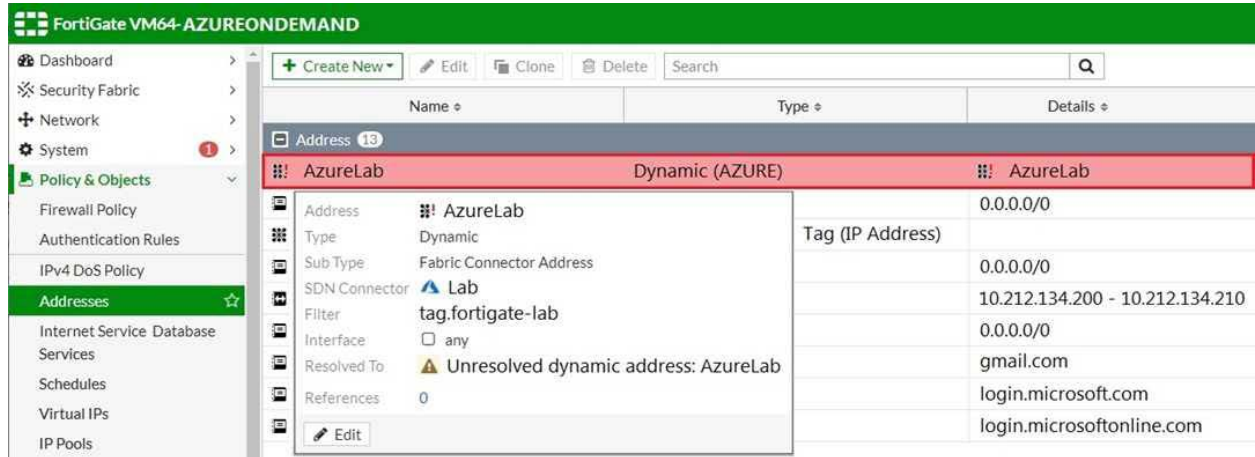 FortiGate VM64-AZUREONDEMAND
Dashboard
Security Fabric
Network
System 1
Policy & Objects
Firewall Policy
Authentication Rules
IPv4 DoS Policy
Addresses
Internet Service Database
Services
Schedules
Virtual IPs
IP Pools
+ Create New Edit Clone Delete Search
Name Type Details
Address 13
AzureLab Dynamic (AZURE) AzureLab
0.0.0.0/0
Tag (IP Address)
0.0.0.0/0
10.212.134.200 - 10.212.134.210
0.0.0.0/0
gmail.com
login.microsoft.com
login.microsoftonline.com
Address AzureLab
Type Dynamic
Sub Type Fabric Connector Address
SDN Connector Lab
Filter tag.fortigate-lab
Interface any
Resolved To Unresolved dynamic address: AzureLab
References 0
Edit